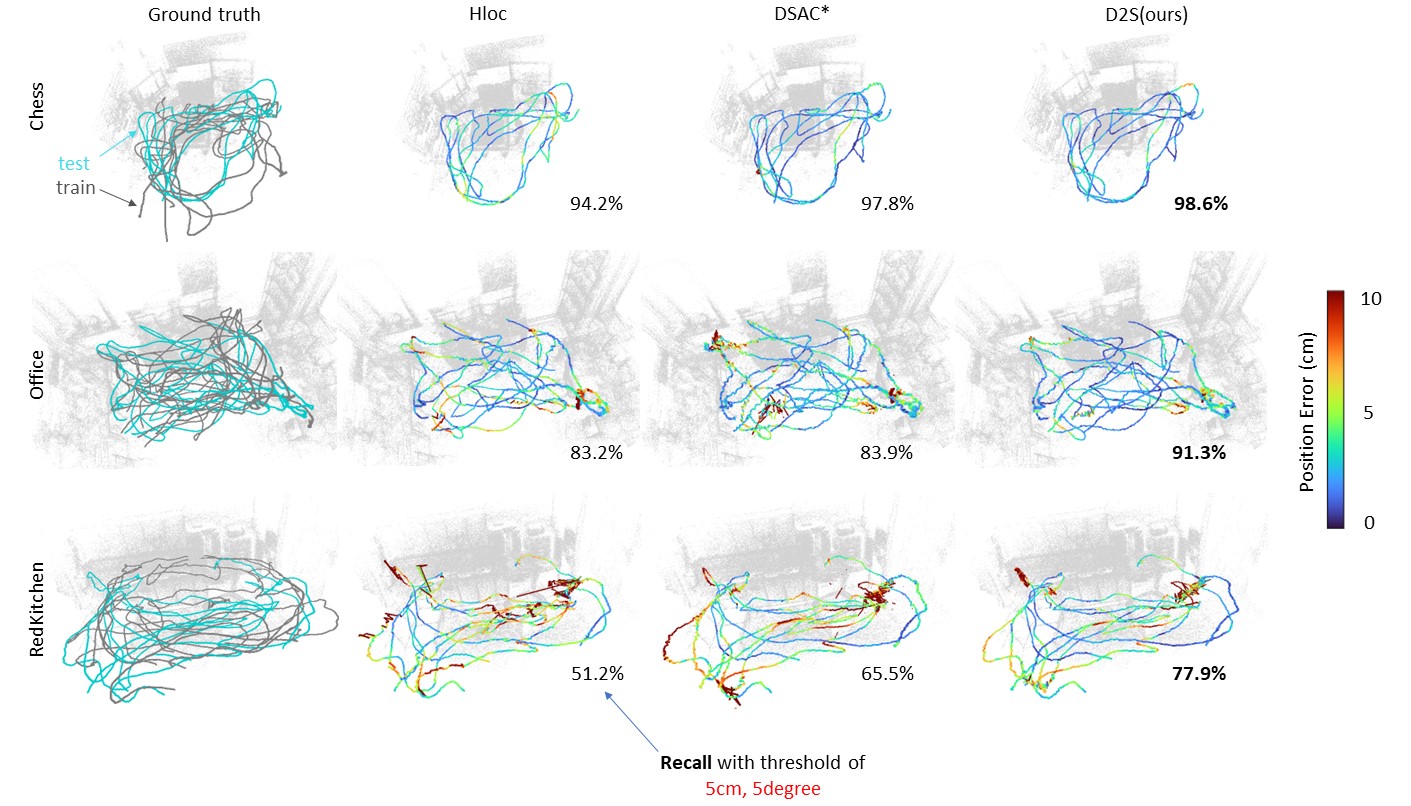 Ground truth
Hloc
DSAC*
D2S(ours)
Chess
test
train
94.2%
97.8%
98.6%
Office
83.2%
83.9%
91.3%
10
Position Error (cm)
5
0
RedKitchen
51.2%
65.5%
77.9%
Recall with threshold of
5cm, 5degree